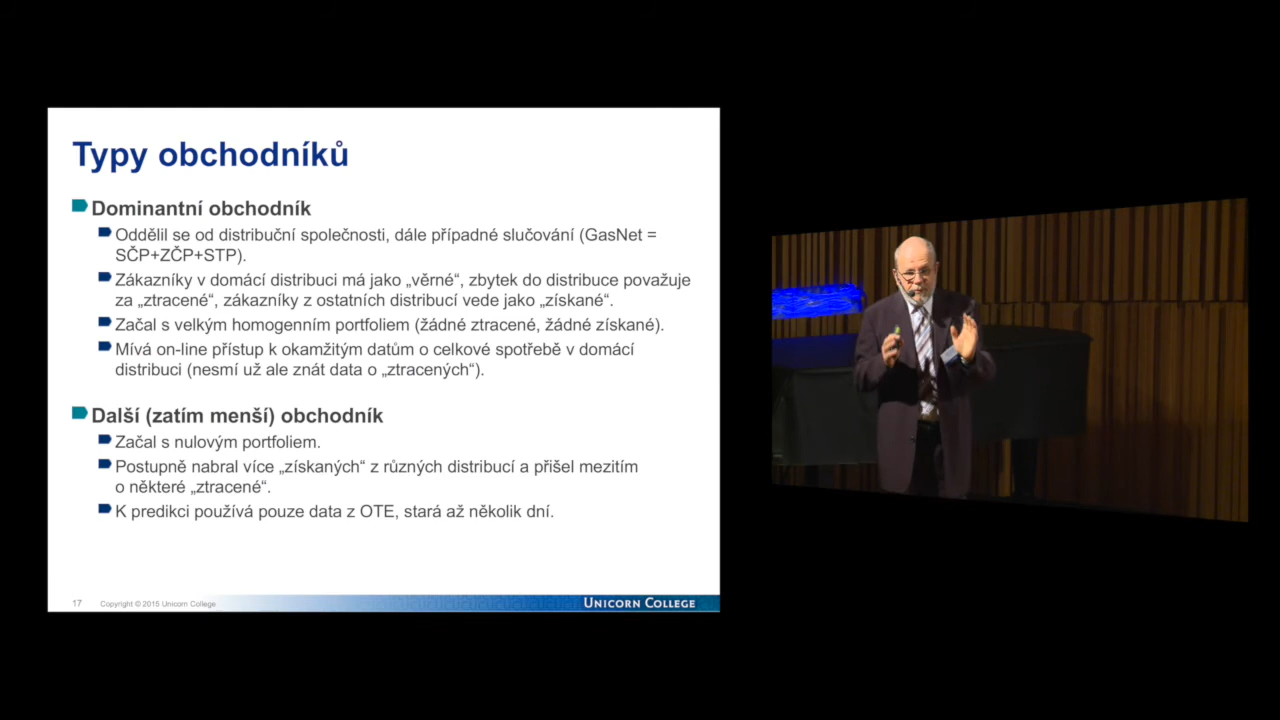 Typy obchodníků
Dominantní obchodník
Oddělil se od distribuční společnosti, dále případné slučování (GasNet =
SČP+ZČP+STP).
Zákazníky v domácí distribuci má jako „věrné“, zbytek do distribuce považuje
za „ztracené“, zákazníky z ostatních distribucí vede jako „získané“.
Začal s velkým homogenním portfoliem (žádné ztracené, žádné získané).
Mívá on-line přístup k okamžitým datům o celkové spotřebě v domácí
distribuci (nesmí už ale znát data o „ztracených“).
Další (zatím menší) obchodník
Začal s nulovým portfoliem.
Postupně nabral více „získaných“ z různých distribucí a přišel mezitím
o některé „ztracené“.
K predikci používá pouze data z OTE, stará až několik dní.
17 Copyright © 2015 Unicorn College
UNICORN COLLEGE